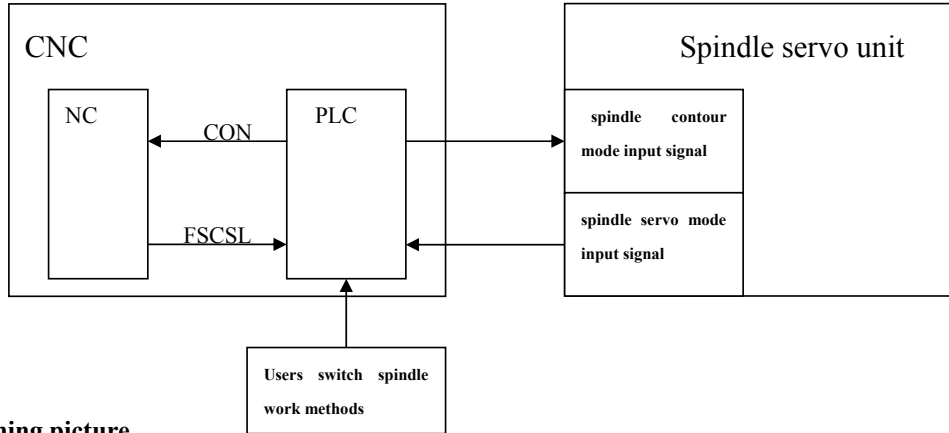 CNC
Spindle servo unit
NC
PLC
CON
FSCSL
spindle contour
mode input signal
spindle servo mode
input signal
Users switch spindle
work methods
picture